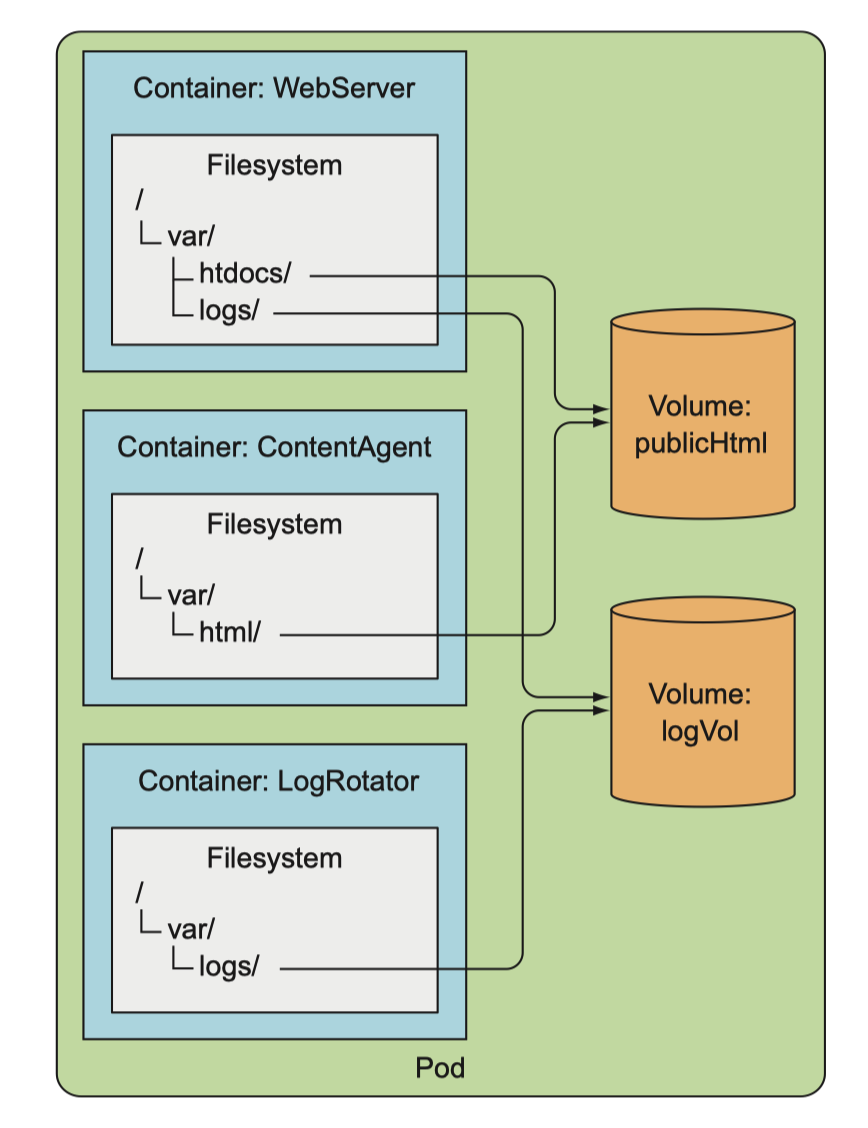 Container: WebServer
Filesystem
/
var/
htdocs/
logs/
Volume:
publicHtml
Container: ContentAgent
Filesystem
/
var/
html/
Volume:
logVol
Container: LogRotator
Filesystem
/
var/
logs/
Pod